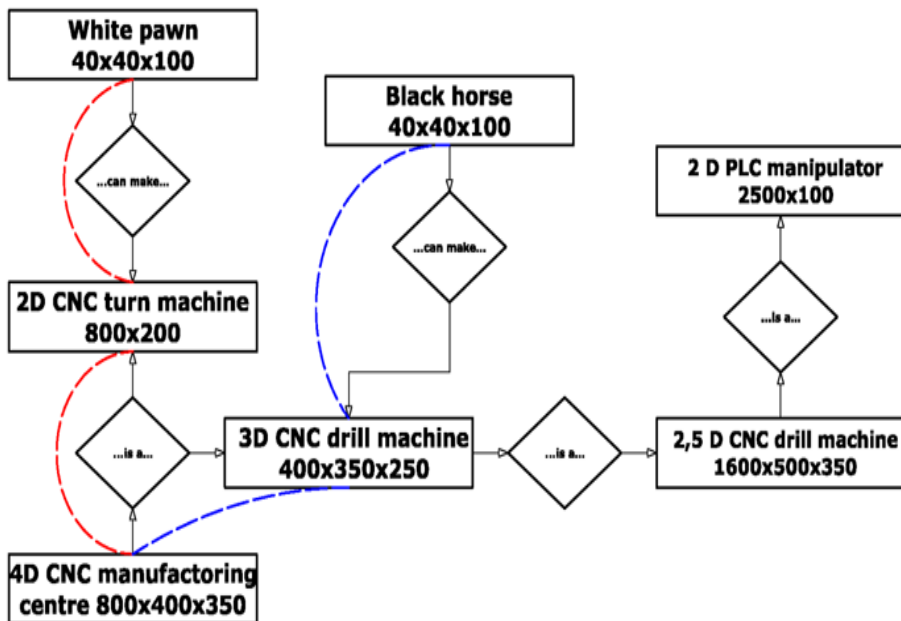 White pawn
40x40x100
Black horse
40x40x100
...can make...
2 D PLC manipulator
2500x100
...can make...
2D CNC turn machine
800x200
...is a...
...is a...
3D CNC drill machine
400x350x250
...is a...
2,5 D CNC drill machine
1600x500x350
4D CNC manufactoring
centre 800x400x350